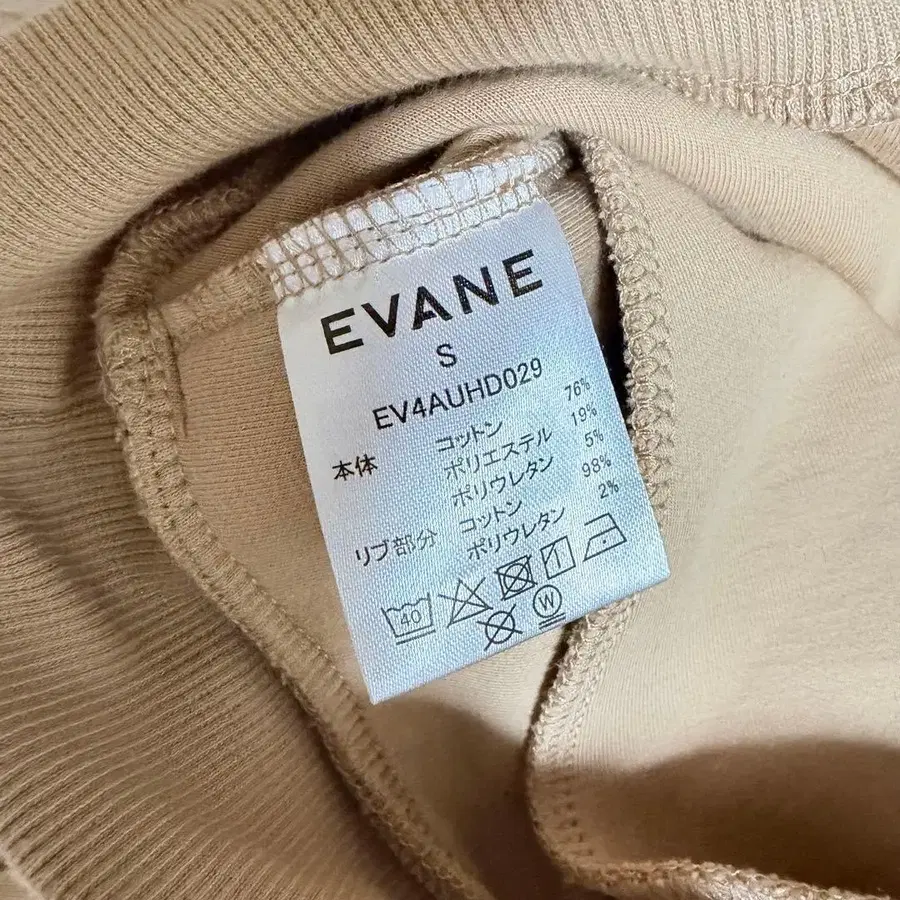 EVANE
S
EV4AUHD029
本体 コットン 76%
ポリエステル 19%
ポリウレタン 5%
リブ部分 コットン 98%
ポリウレタン 2%
40
W